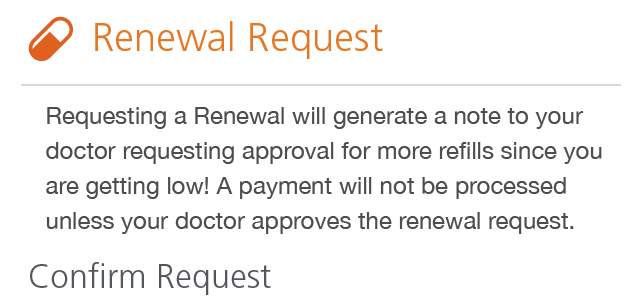 Renewal Request
Requesting a Renewal will generate a note to your
doctor requesting approval for more refills since you
are getting low! A payment will not be processed
unless your doctor approves the renewal request.
Confirm Request